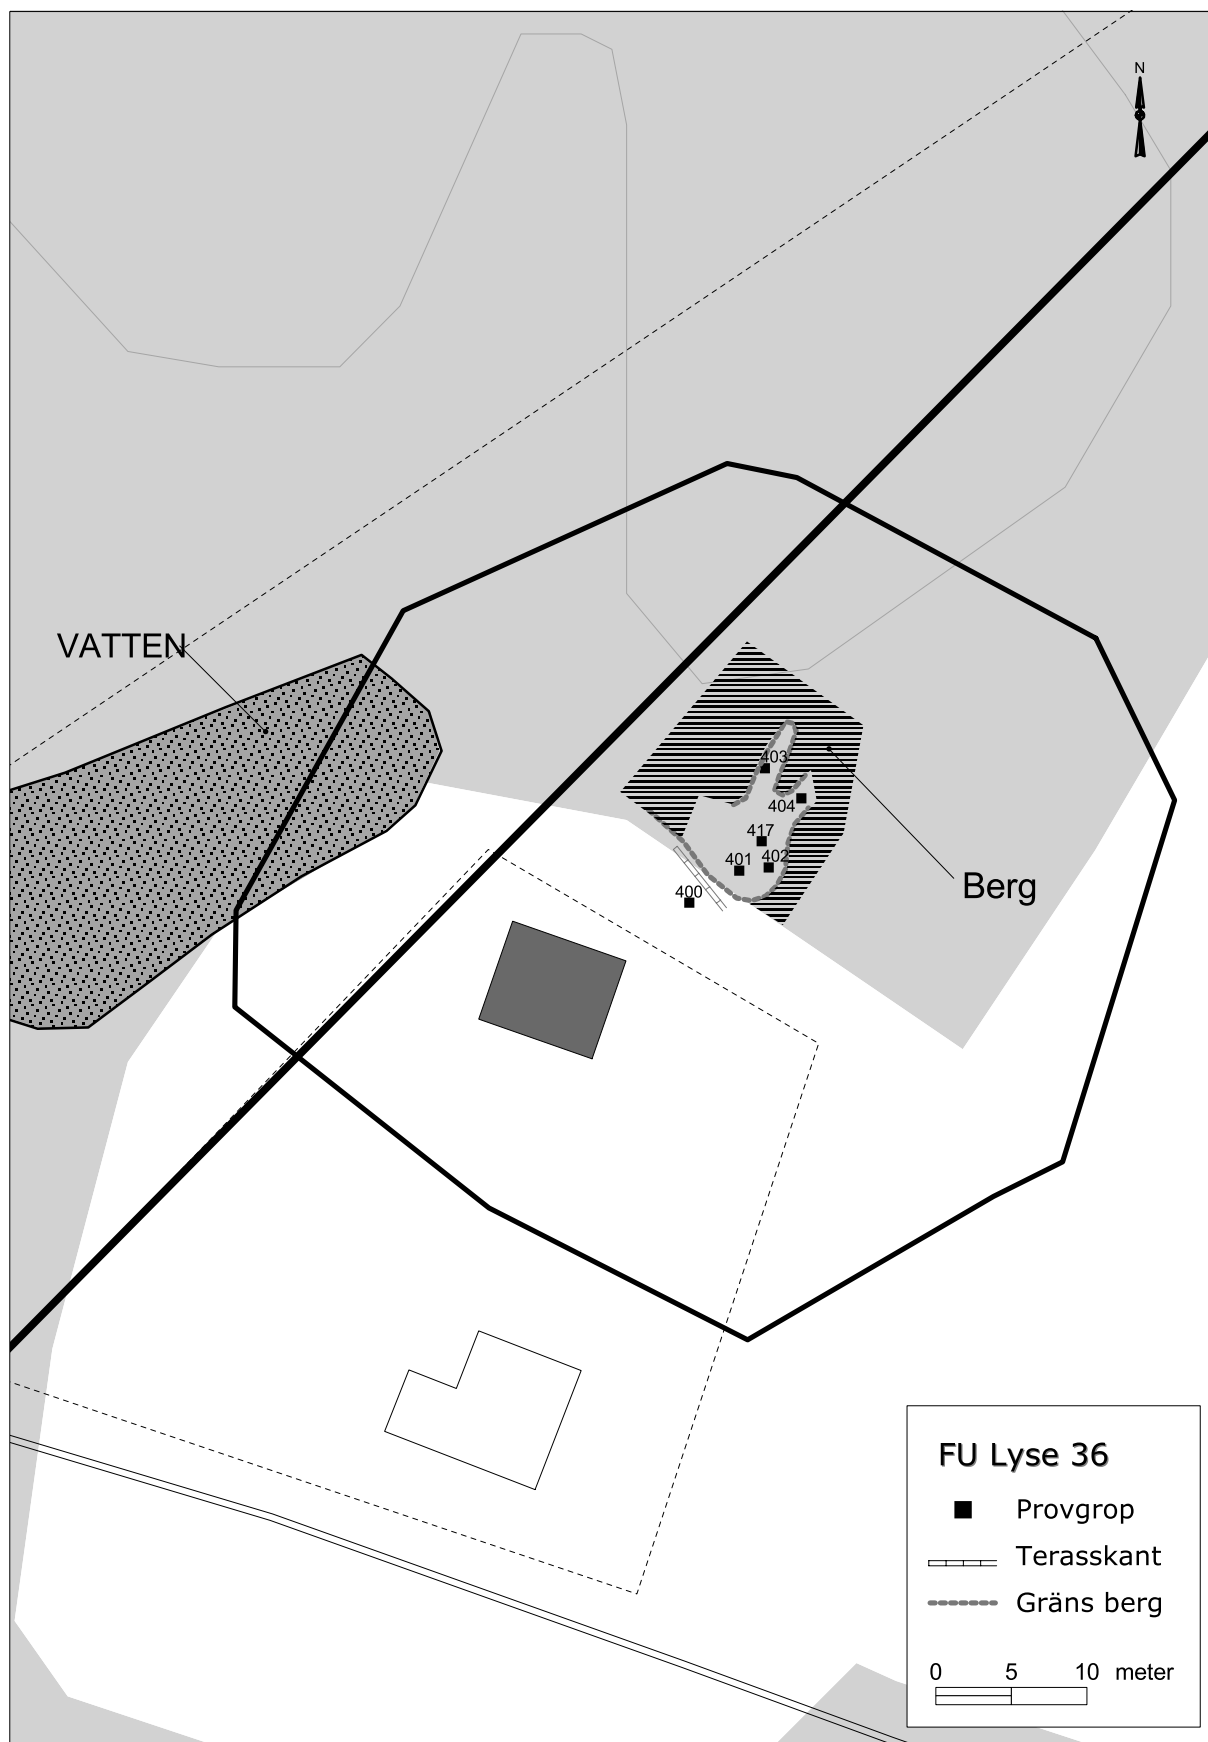 N
VATTEN
403
404
417
401 402
400
Berg
FU Lyse 36
Provgrop
Terasskant
Gräns berg
0 5 10 meter